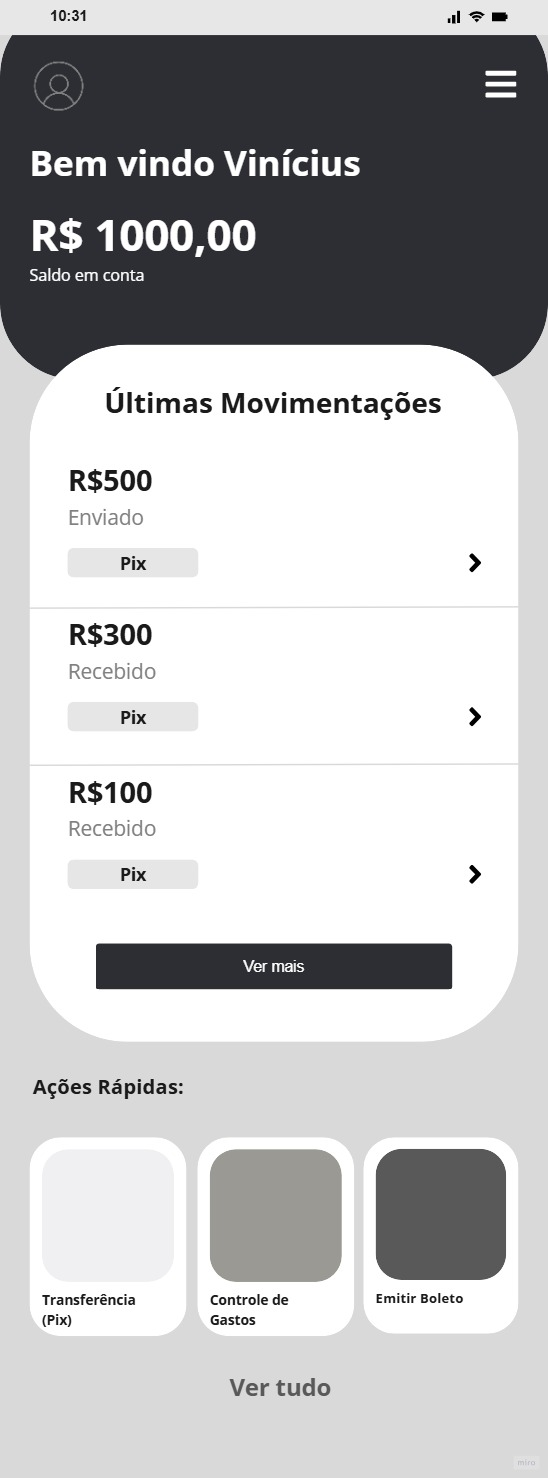 10:31
Bem vindo Vinícius
R$ 1000,00
Saldo em conta
Últimas Movimentações
R$500
Enviado
Pix
R$300
Recebido
Pix
R$100
Recebido
Pix
Ver mais
Ações Rápidas:
Transferência
(Pix)
Controle de
Gastos
Emitir Boleto
Ver tudo
miro